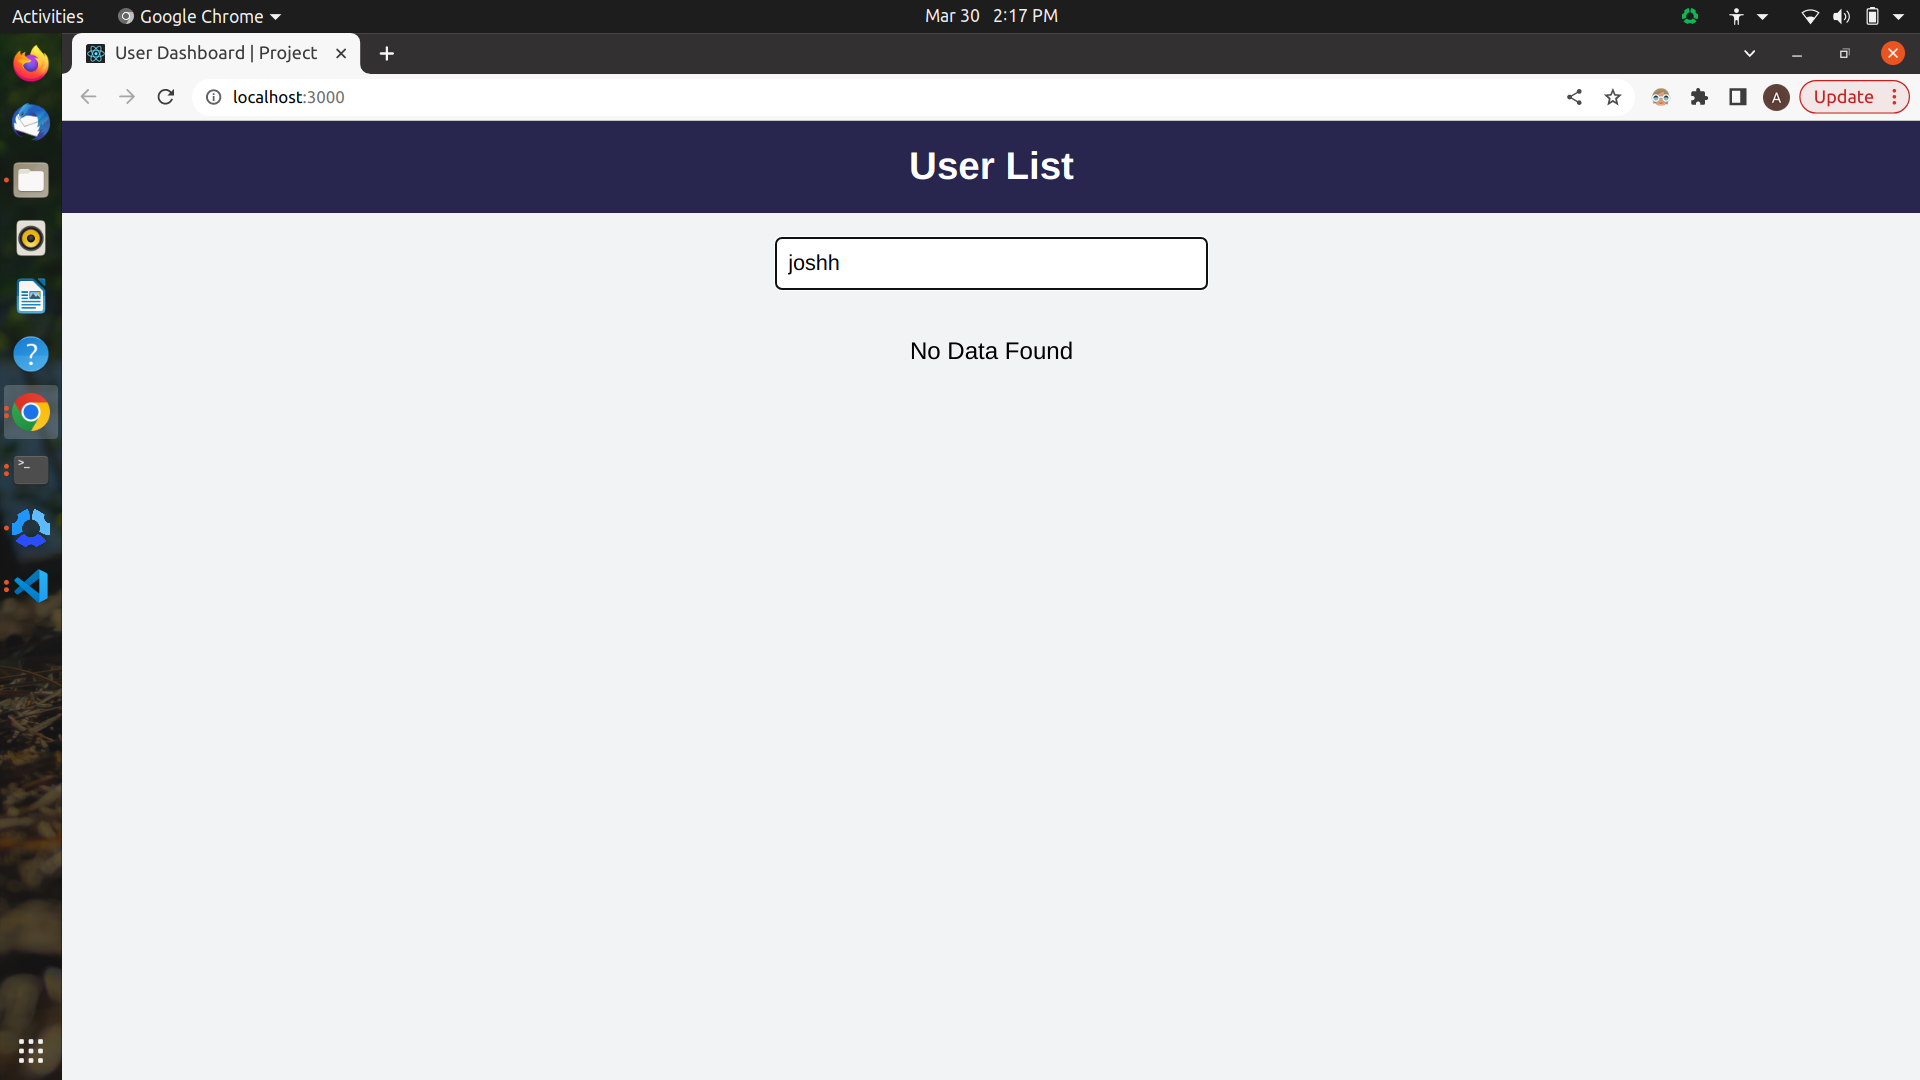 Activities Google Chrome Mar 30 2:17 PM
User Dashboard | Project
localhost:3000 A Update
User List
joshh
No Data Found